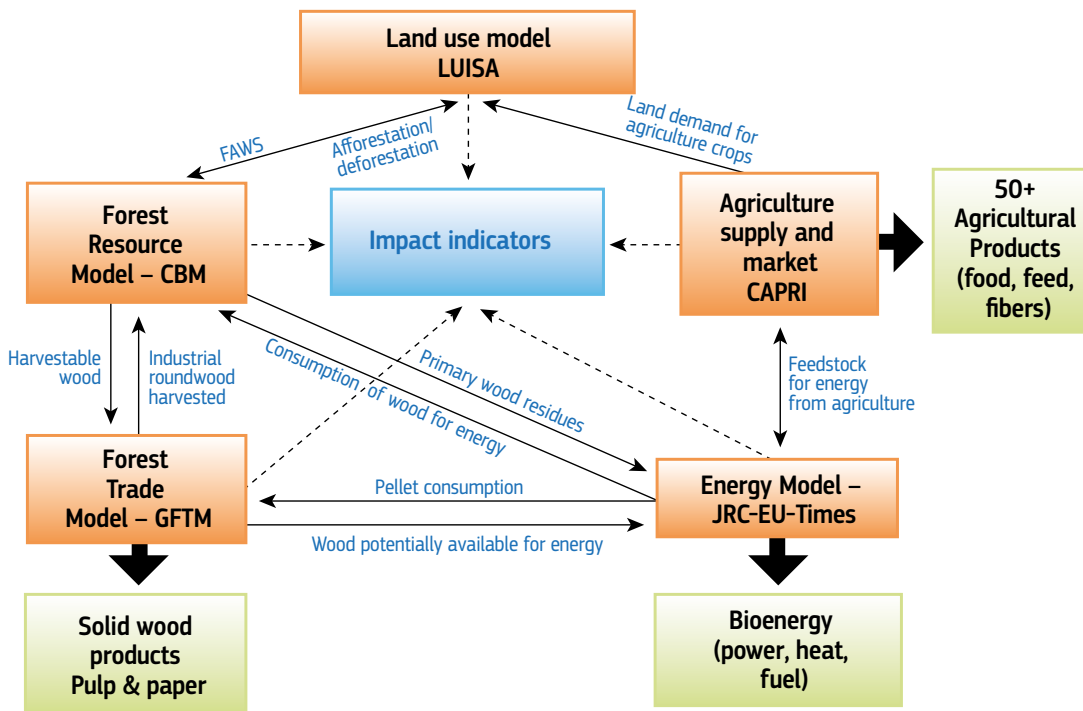 Land use model
LUISA
FAWS
Afforestation/
deforestation
Land demand for
agriculture crops
Forest
Resource
Model – CBM
Impact indicators
Agriculture
supply and
market
CAPRI
50+
Agricultural
Products
(food, feed,
fibers)
Harvestable
wood
Industrial
roundwood
harvested
Consumption of wood for energy
Primary wood residues
Feedstock
for energy
from agriculture
Forest
Trade
Model – GFTM
Pellet consumption
Wood potentially available for energy
Energy Model –
JRC-EU-Times
Solid wood
products
Pulp & paper
Bioenergy
(power, heat,
fuel)